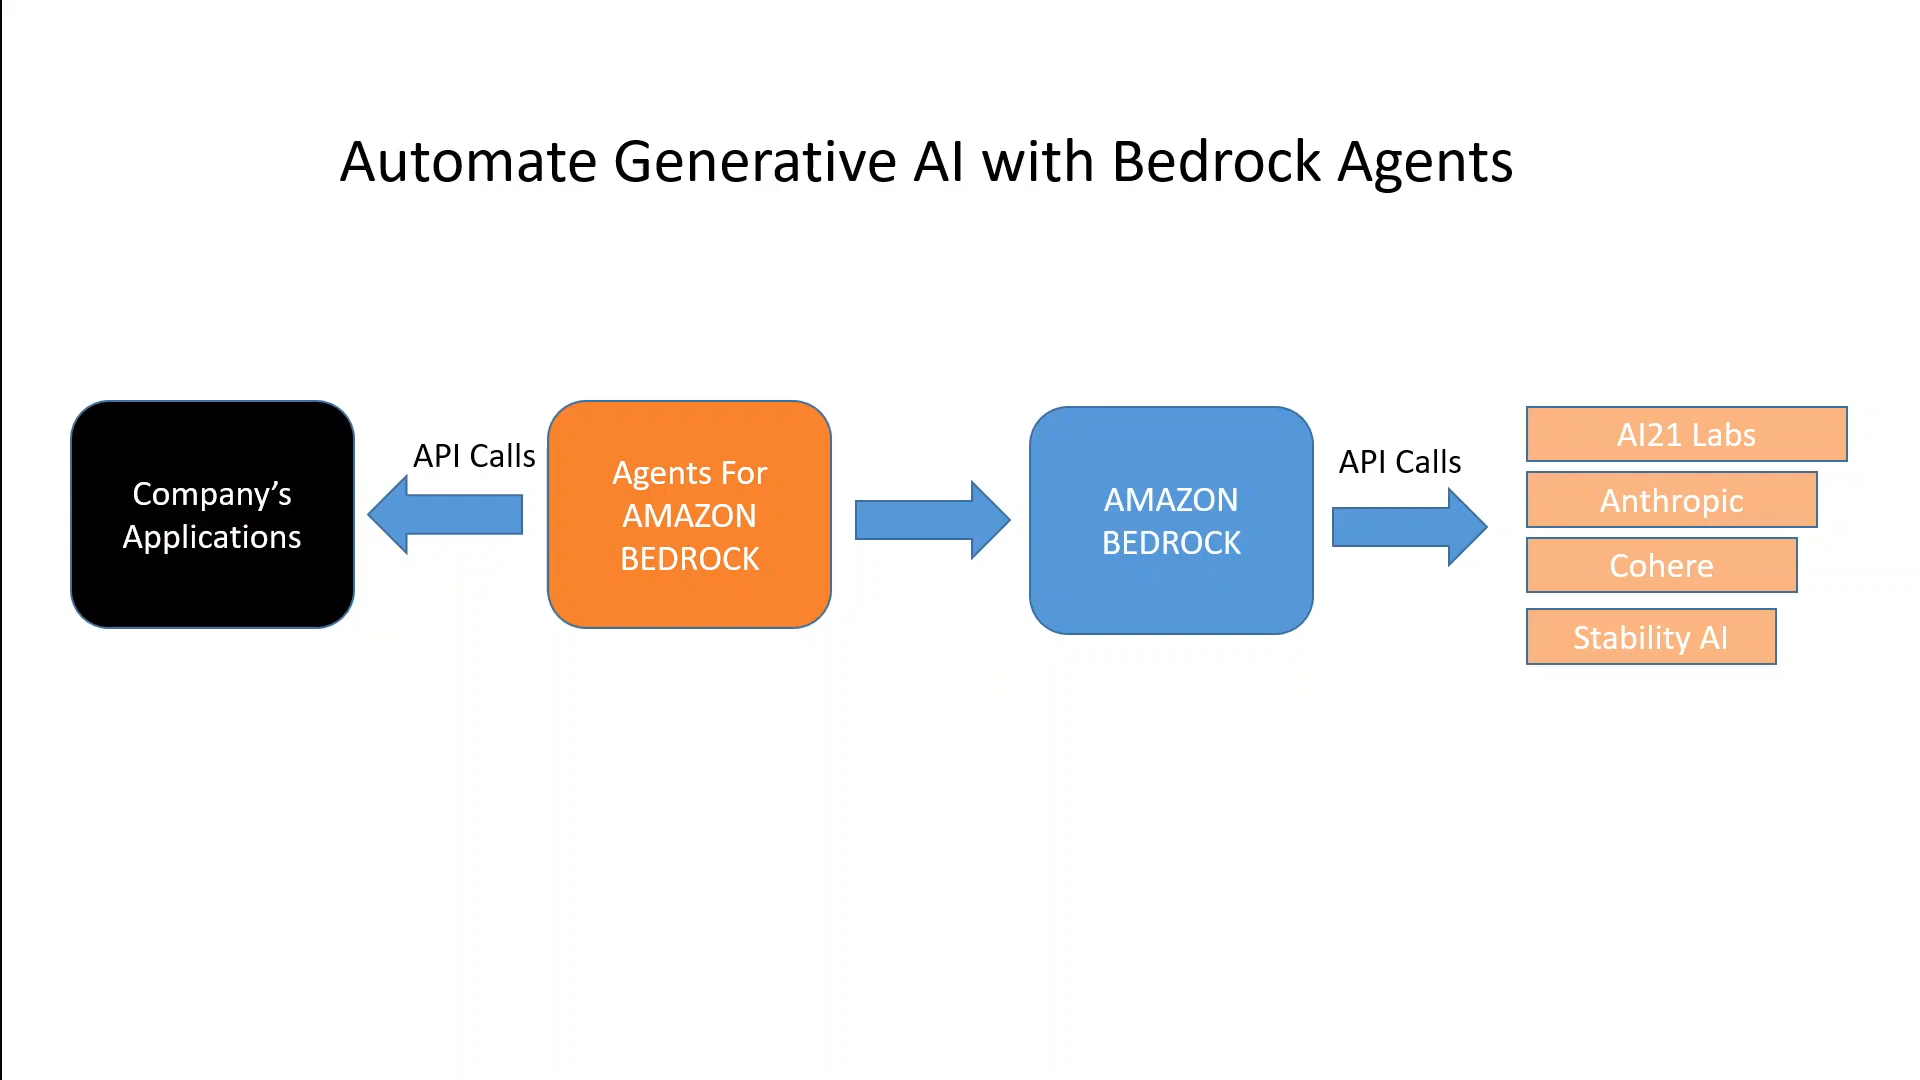 Automate Generative AI with Bedrock Agents
Company’s
Applications
API Calls
Agents For
AMAZON
BEDROCK
AMAZON
BEDROCK
API Calls
AI21 Labs
Anthropic
Cohere
Stability AI